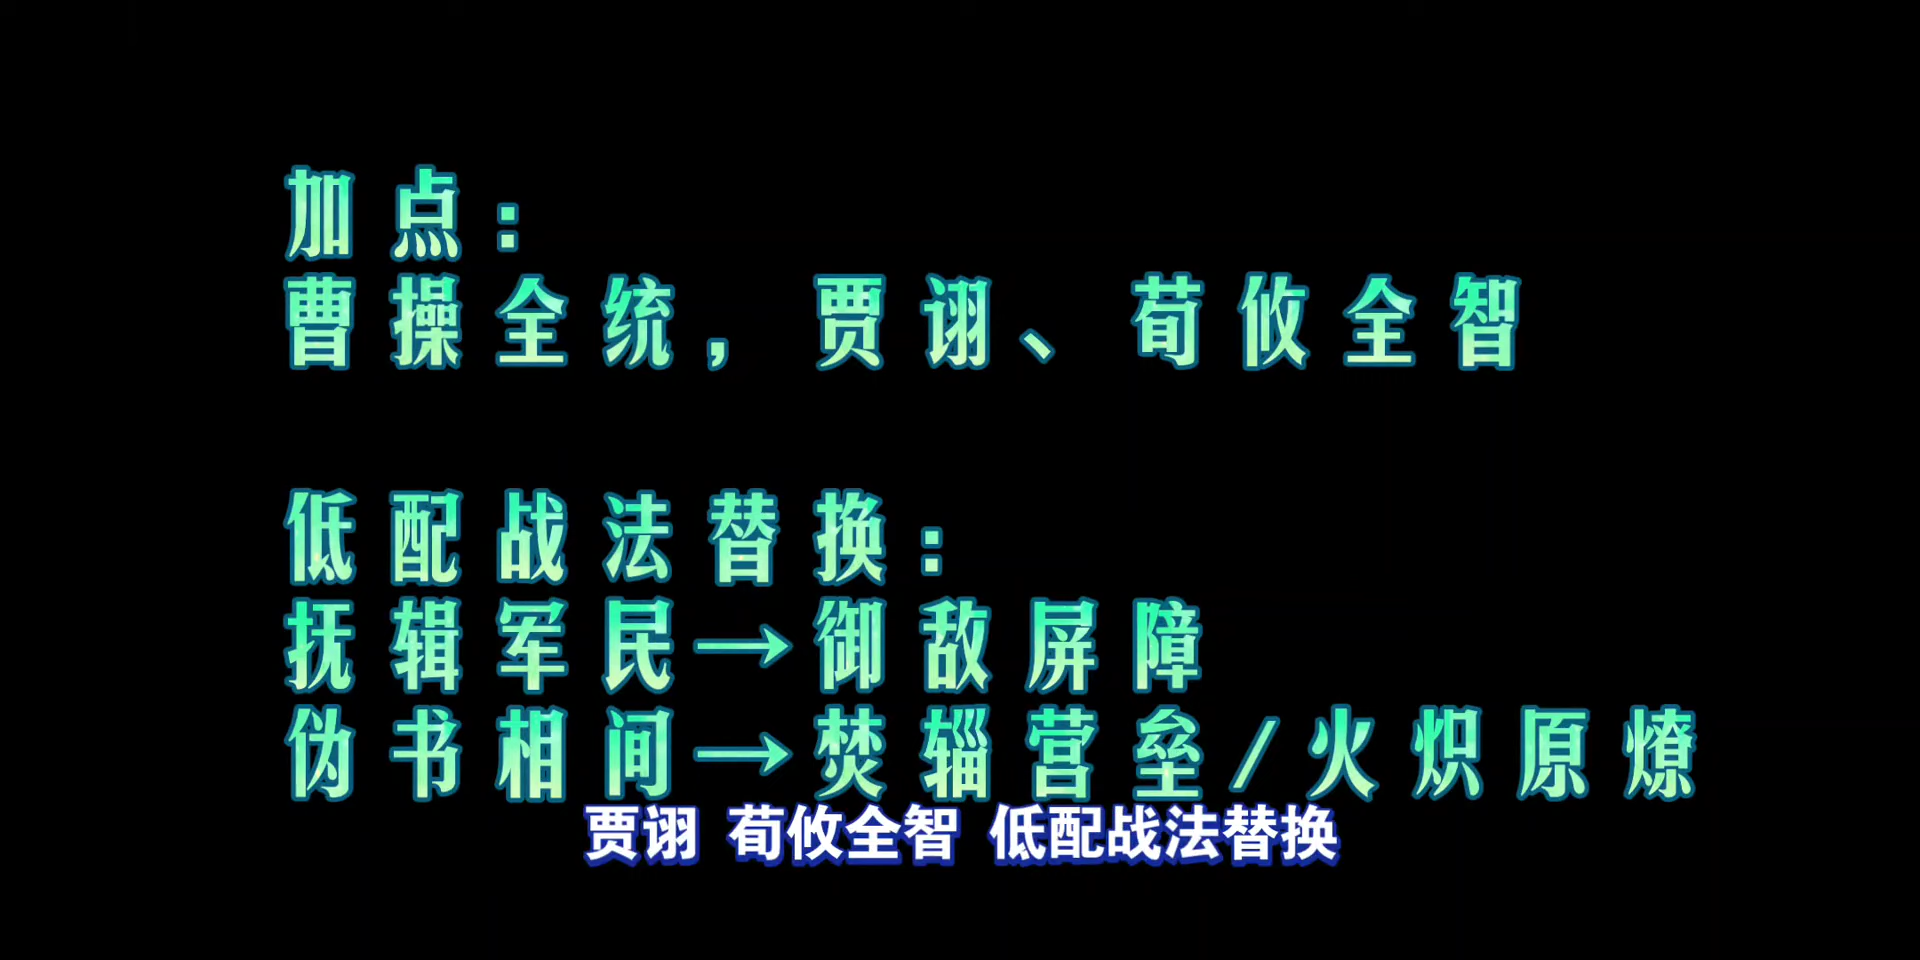 加点：
曹操全统，贾诩、荀攸全智
低配战法替换：
抚辑军民→御敌屏障
伪书相间→焚辎营垒/火炽原燎
贾诩 荀攸全智 低配战法替换